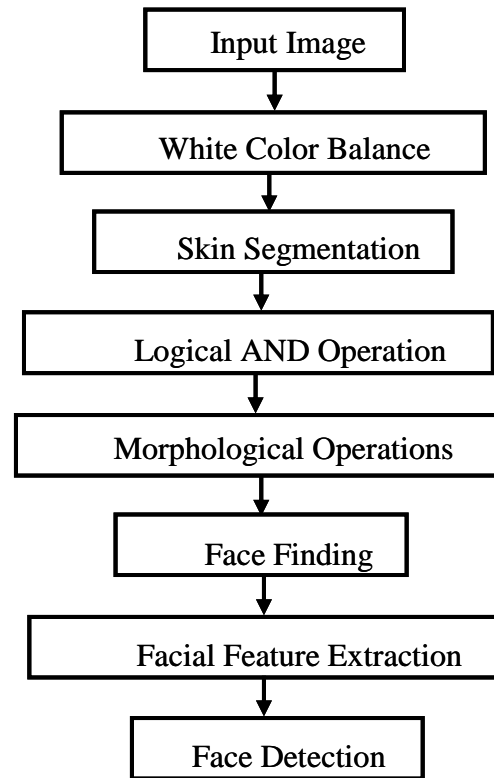 Input Image
White Color Balance
Skin Segmentation
Logical AND Operation
Morphological Operations
Face Finding
Facial Feature Extraction
Face Detection